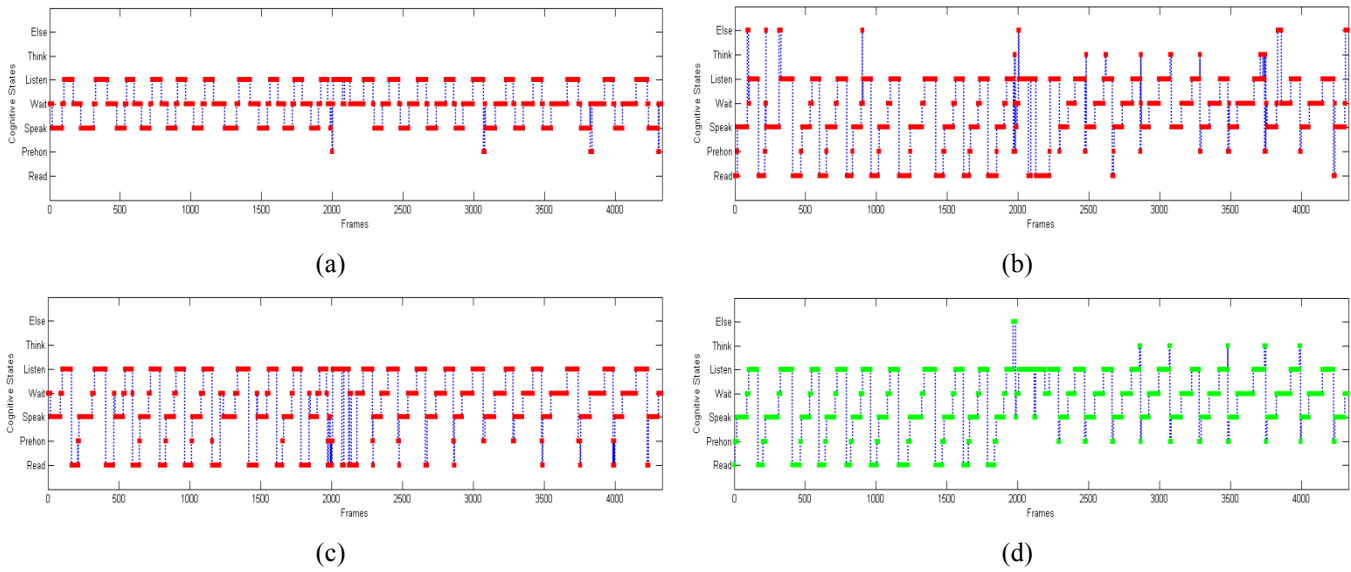 Cognitive States
Else
Think
Listen
Wait
Speak
Prehon
Read
0 500 1000 1500 2000 2500 3000 3500 4000
Frames
(a)
Cognitive States
Else
Think
Listen
Wait
Speak
Prehon
Read
0 500 1000 1500 2000 2500 3000 3500 4000
Frames
(b)
Cognitive States
Else
Think
Listen
Wait
Speak
Prehon
Read
0 500 1000 1500 2000 2500 3000 3500 4000
Frames
(c)
Cognitive States
Else
Think
Listen
Wait
Speak
Prehon
Read
0 500 1000 1500 2000 2500 3000 3500 4000
Frames
(d)